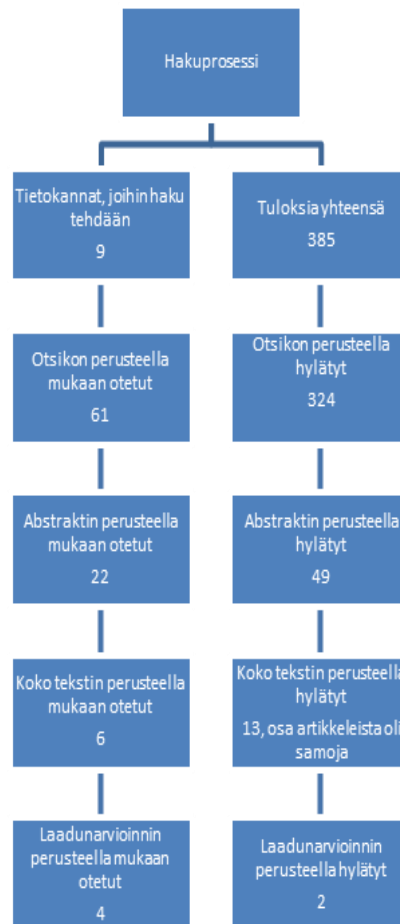 Hakuprosessi
Tietokannat, joihin haku
tehdään
9
Tuloksia yhteensä
385
Otsikon perusteella
mukaan otetut
61
Otsikon perusteella
hylätyt
324
Abstraktin perusteella
mukaan otetut
22
Abstraktin perusteella
hylätyt
49
Koko tekstin perusteella
mukaan otetut
6
Koko tekstin perusteella
hylätyt
13, osa artikkeleista oli
samoja
Laadunarvioinnin
perusteella mukaan
otetut
4
Laadunarvioinnin
perusteella hylätyt
2